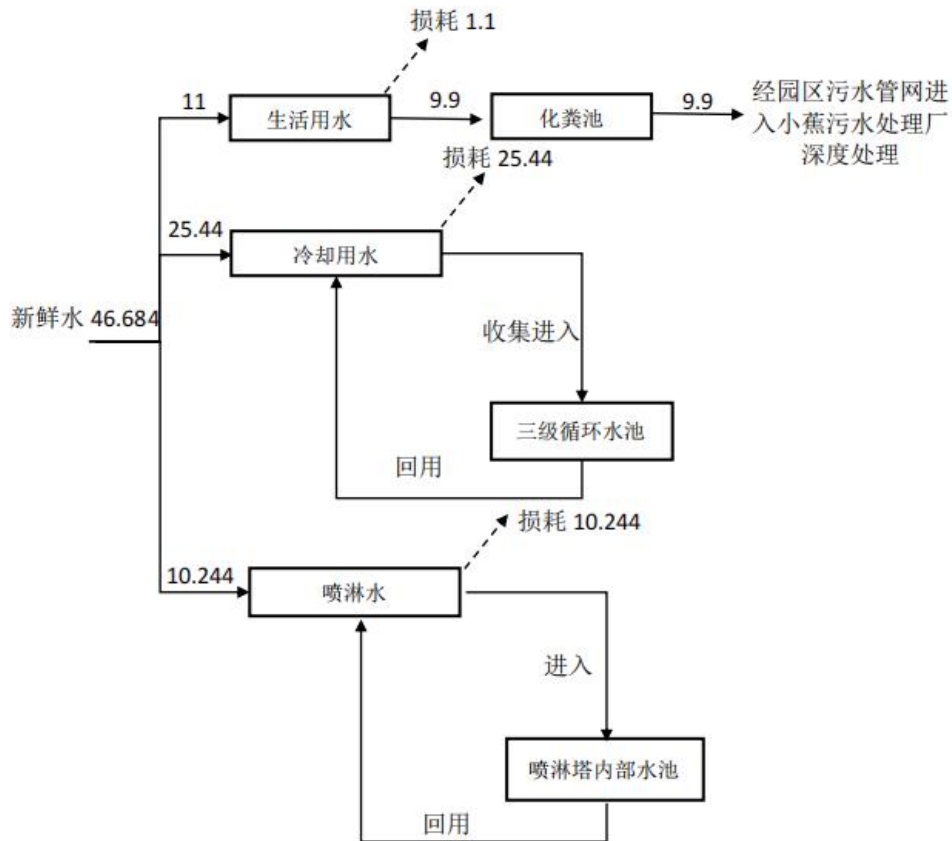 损耗 1.1
11
生活用水
9.9
化粪池
9.9
经园区污水管网进
入小蕉污水处理厂
深度处理
损耗 25.44
25.44
冷却用水
新鲜水 46.684
收集进入
三级循环水池
回用
损耗 10.244
10.244
喷淋水
进入
喷淋塔内部水池
回用